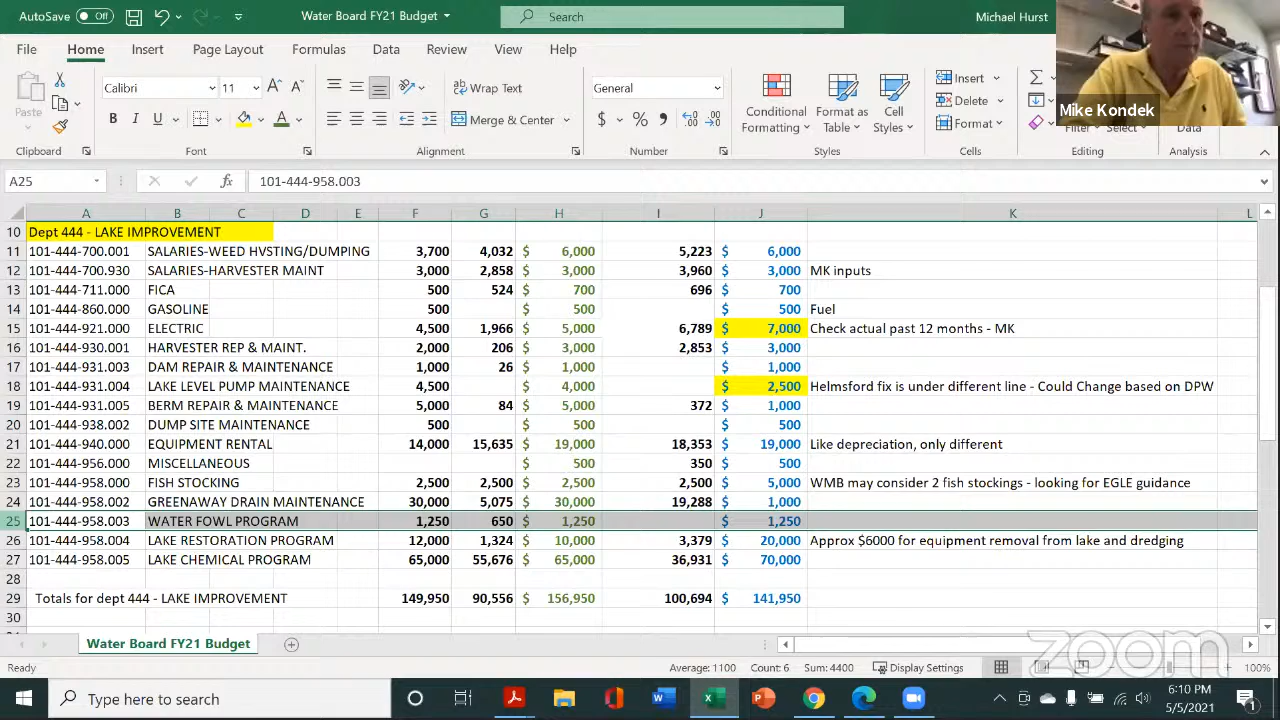 AutoSave Off Water Board FY21 Budget Search Michael Hurst
File Home Insert Page Layout Formulas Data Review View Help
Mike Kondek
Paste Calibri 11 Wrap Text General Conditional Format as Cell Insert
B I U Merge & Center $ % Formatting Table Styles Delete
Format Filter Data
Clipboard Font Alignment Number Styles Cells Editing Analysis
A25 fx 101-444-958.003
A B C D E F G H I J K L
10 Dept 444 - LAKE IMPROVEMENT
11 101-444-700.001 SALARIES-WEED HVSTING/DUMPING 3,700 4,032 $ 6,000 5,223 $ 6,000
12 101-444-700.930 SALARIES-HARVESTER MAINT 3,000 2,858 $ 3,000 3,960 $ 3,000 MK inputs
13 101-444-711.000 FICA 500 524 $ 700 696 $ 700
14 101-444-860.000 GASOLINE 500 $ 500 $ 500 Fuel
15 101-444-921.000 ELECTRIC 4,500 1,966 $ 5,000 6,789 $ 7,000 Check actual past 12 months - MK
16 101-444-930.001 HARVESTER REP & MAINT. 2,000 206 $ 3,000 2,853 $ 3,000
17 101-444-931.003 DAM REPAIR & MAINTENANCE 1,000 26 $ 1,000 $ 1,000
18 101-444-931.004 LAKE LEVEL PUMP MAINTENANCE 4,500 $ 4,000 $ 2,500 Helmsford fix is under different line - Could Change based on DPW
19 101-444-931.005 BERM REPAIR & MAINTENANCE 5,000 84 $ 5,000 372 $ 1,000
20 101-444-938.002 DUMP SITE MAINTENANCE 500 $ 500 $ 500
21 101-444-940.000 EQUIPMENT RENTAL 14,000 15,635 $ 19,000 18,353 $ 19,000 Like depreciation, only different
22 101-444-956.000 MISCELLANEOUS $ 500 350 $ 500
23 101-444-958.000 FISH STOCKING 2,500 2,500 $ 2,500 2,500 $ 5,000 WMB may consider 2 fish stockings - looking for EGLE guidance
24 101-444-958.002 GREENAWAY DRAIN MAINTENANCE 30,000 5,075 $ 30,000 19,288 $ 1,000
25 101-444-958.003 WATER FOWL PROGRAM 1,250 650 $ 1,250 $ 1,250
26 101-444-958.004 LAKE RESTORATION PROGRAM 12,000 1,324 $ 10,000 3,379 $ 20,000 Approx $6000 for equipment removal from lake and dredging
27 101-444-958.005 LAKE CHEMICAL PROGRAM 65,000 55,676 $ 65,000 36,931 $ 70,000
28
29 Totals for dept 444 - LAKE IMPROVEMENT 149,950 90,556 $ 156,950 100,694 $ 141,950
30
Water Board FY21 Budget
zoom
Ready Average: 1100 Count: 6 Sum: 4400 Display Settings 100%
Type here to search 6:10 PM
5/5/2021